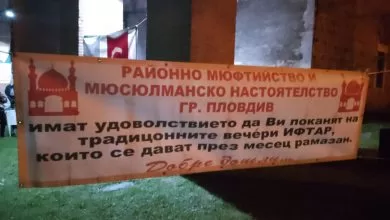 РАЙОННО МЮФТИЙСТВО И
МЮСЮЛМАНСКО НАСТОЯТЕЛСТВО
ГР. ПЛОВДИВ
имат удоволствието да Ви поканят на
традиционните вечери ИФТАР,
които се дават през месец рамазан.
Добре Дошли